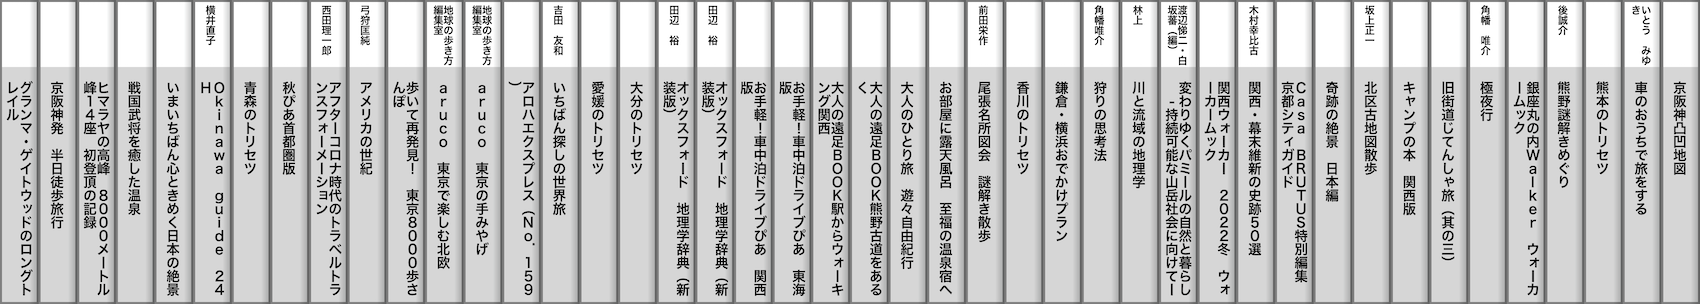 京阪神凸凹地図
いとう　みゆ
き
車のおうちで旅をする
熊本のトリセツ
後誠介
熊野謎解きめぐり
銀座丸の内Ｗａｌｋｅｒ　ウォーカ
ームック
角幡　唯介
極夜行
旧街道じてんしゃ旅（其の三）
キャンプの本　関西版
坂上正一
北区古地図散歩
奇跡の絶景　日本編
Ｃａｓａ　ＢＲＵＴＵＳ特別編集
京都シティガイド
木村幸比古
関西・幕末維新の史跡５０選
関西ウォーカー　２０２２冬　ウォ
ーカームック
渡辺悌二・白
坂蕃（編）
変わりゆくパミールの自然と暮らし
‐持続可能な山岳社会に向けてー
林上
川と流域の地理学
角幡唯介
狩りの思考法
鎌倉・横浜おでかけプラン
香川のトリセツ
前田栄作
尾張名所図会　謎解き散歩
お部屋に露天風呂　至福の温泉宿へ
大人のひとり旅　遊々自由紀行
大人の遠足ＢＯＯＫ熊野古道をある
く
大人の遠足ＢＯＯＫ駅からウォーキ
ング関西
お手軽！車中泊ドライブぴあ　東海
版
お手軽！車中泊ドライブぴあ　関西
版
田辺　裕
オックスフォード　地理学辞典（新
装版）
田辺　裕
オックスフォード　地理学辞典（新
装版）
大分のトリセツ
愛媛のトリセツ
吉田　友和
いちばん探しの世界旅
アロハエクスプレス（Ｎｏ．１５９
）
地球の歩き方
編集室
ａｒｕｃｏ　東京の手みやげ
地球の歩き方
編集室
ａｒｕｃｏ　東京で楽しむ北欧
歩いて再発見！　東京８０００歩さ
んぽ
弓狩匡純
アメリカの世紀
西田理一郎
アフターコロナ時代のトラベルトラ
ンスフォーメーション
秋ぴあ首都圏版
青森のトリセツ
横井直子
Ｏｋｉｎａｗａ　ｇｕｉｄｅ　２４
Ｈ
いまいちばん心ときめく日本の絶景
戦国武将を癒した温泉
ヒマラヤの高峰　８０００メートル
峰１４座　初登頂の記録
京阪神発　半日徒歩旅行
グランマ・ゲイトウッドのロングト
レイル